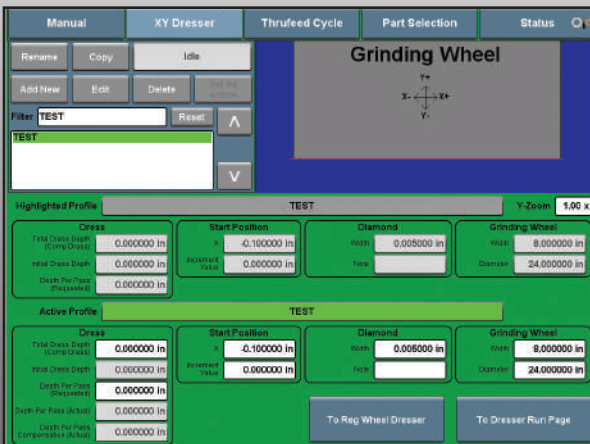 Manual XY Dresser Thrufeed Cycle Part Selection Status
Rename Copy Idle
Add New Edit Delete
Filter TEST Reset
TEST
Grinding Wheel
Y+
X- X+
Y-
Highlighted Profile TEST Y-Zoom 1.00 x
Dress Start Position Diamond Grinding Wheel
Total Dress Depth (Comp Dress) 0.000000 in X -0.100000 in Width 0.005000 in Width 8.000000 in
Initial Dress Depth 0.000000 in Increment Value 0.000000 in Note Diameter 24.000000 in
Depth Per Pass (Requested) 0.000000 in
Active Profile TEST
Dress Start Position Diamond Grinding Wheel
Total Dress Depth (Comp Dress) 0.000000 in X -0.100000 in Width 0.005000 in Width 8.000000 in
Initial Dress Depth 0.000000 in Increment Value 0.000000 in Note Diameter 24.000000 in
Depth Per Pass (Requested) 0.000000 in
Depth Per Pass (Actual) 0.000000 in
Depth Per Pass Compensation (Actual) 0.000000 in
To Reg Wheel Dresser To Dresser Run Page